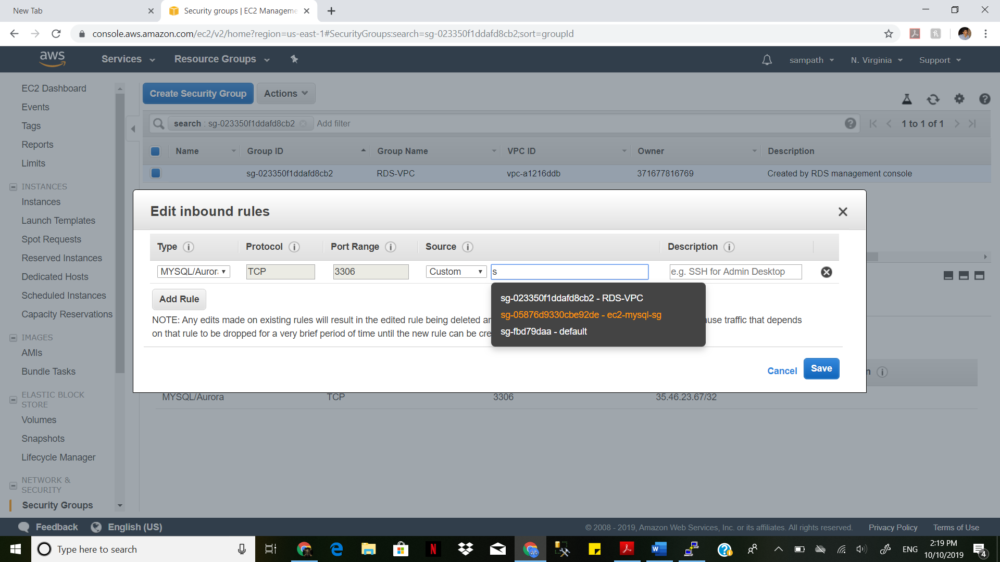 New Tab
Security groups | EC2 Manageme
console.aws.amazon.com/ec2/v2/home?region=us-east-1#SecurityGroups:search=sg-023350f1ddafd8cb2;sort=groupId
aws
Services
Resource Groups
sampath
N. Virginia
Support
EC2 Dashboard
Events
Tags
Reports
Limits
INSTANCES
Instances
Launch Templates
Spot Requests
Reserved Instances
Dedicated Hosts
Scheduled Instances
Capacity Reservations
IMAGES
AMIs
Bundle Tasks
ELASTIC BLOCK
STORE
Volumes
Snapshots
Lifecycle Manager
NETWORK &
SECURITY
Security Groups
Create Security Group
Actions
search : sg-023350f1ddafd8cb2
Add filter
1 to 1 of 1
Name Group ID Group Name VPC ID Owner Description
sg-023350f1ddafd8cb2 RDS-VPC vpc-a1216ddb 371677816769 Created by RDS management console
Edit inbound rules
Type Protocol Port Range Source Description
MYSQL/Auror TCP 3306 Custom s e.g. SSH for Admin Desktop
sg-023350f1ddafd8cb2 - RDS-VPC
sg-05876d9330cbe92de - ec2-mysql-sg
sg-fbd79daa - default
Add Rule
NOTE: Any edits made on existing rules will result in the edited rule being deleted an use traffic that depends
on that rule to be dropped for a very brief period of time until the new rule can be cre
Cancel
Save
n
MYSQL/Aurora TCP 3306 35.46.23.67/32
Feedback
English (US)
© 2008 - 2019, Amazon Web Services, Inc. or its affiliates. All rights reserved.
Privacy Policy
Terms of Use
Type here to search
ENG
2:19 PM
10/10/2019
4